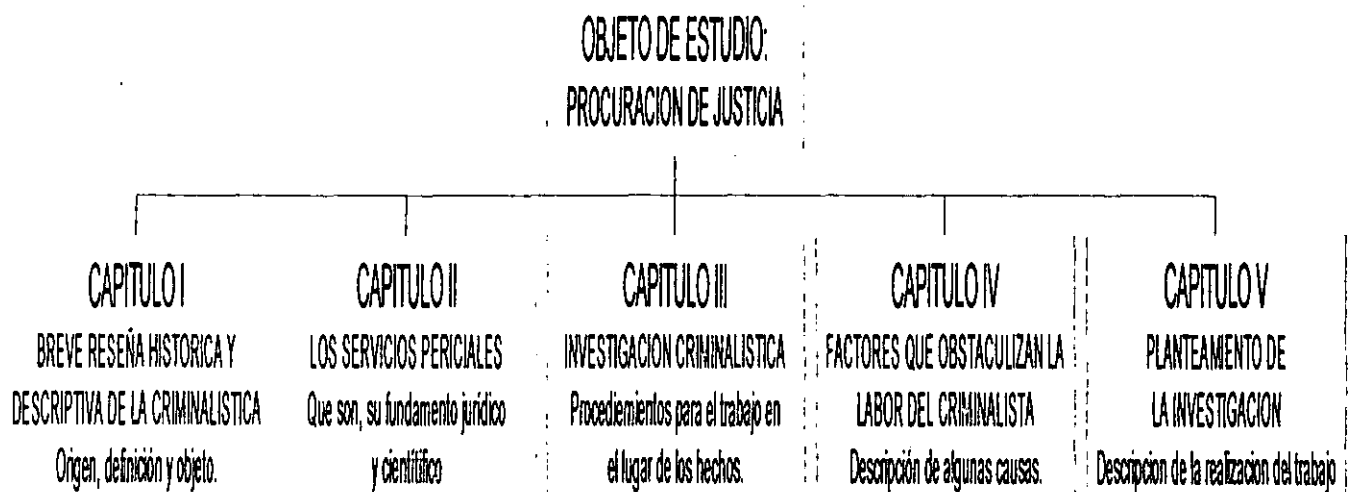 OBJETO DE ESTUDIO:
PROCURACION DE JUSTICIA
CAPITULO I
BREVE RESEÑA HISTORICA Y
DESCRIPTIVA DE LA CRIMINALISTICA
Origen, definición y objeto.
CAPITULO II
LOS SERVICIOS PERICIALES
Que son, su fundamento jurídico
y cientítifico
CAPITULO III
INVESTIGACION CRIMINALISTICA
Procediemientos para el trabajo en
el lugar de los hechos.
CAPITULO IV
FACTORES QUE OBSTACULIZAN LA
LABOR DEL CRIMINALISTA
Descripción de algunas causas.
CAPITULO V
PLANTEAMIENTO DE
LA INVESTIGACION
Descripcion de la realizacion del trabajo